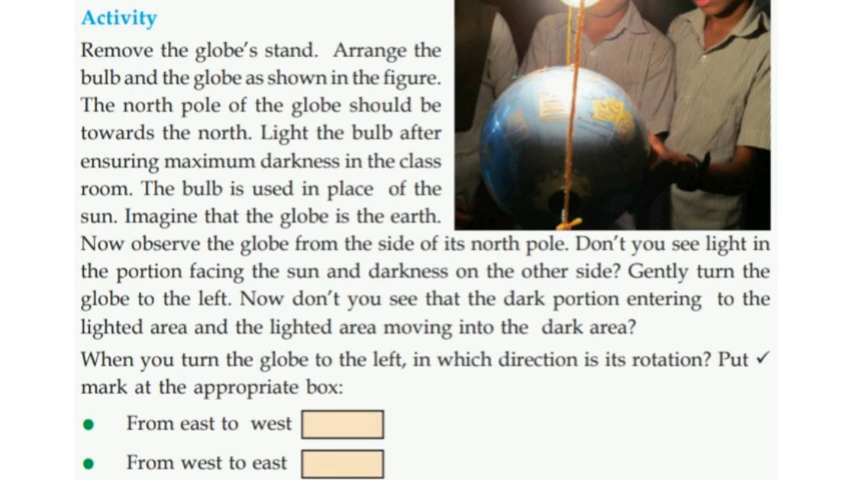 Activity
Remove the globe's stand. Arrange the
bulb and the globe as shown in the figure.
The north pole of the globe should be
towards the north. Light the bulb after
ensuring maximum darkness in the class
room. The bulb is used in place of the
sun. Imagine that the globe is the earth.
Now observe the globe from the side of its north pole. Don't you see light in
the portion facing the sun and darkness on the other side? Gently turn the
globe to the left. Now don't you see that the dark portion entering to the
lighted area and the lighted area moving into the dark area?
When you turn the globe to the left, in which direction is its rotation? Put ✓
mark at the appropriate box:
• From east to west
• From west to east